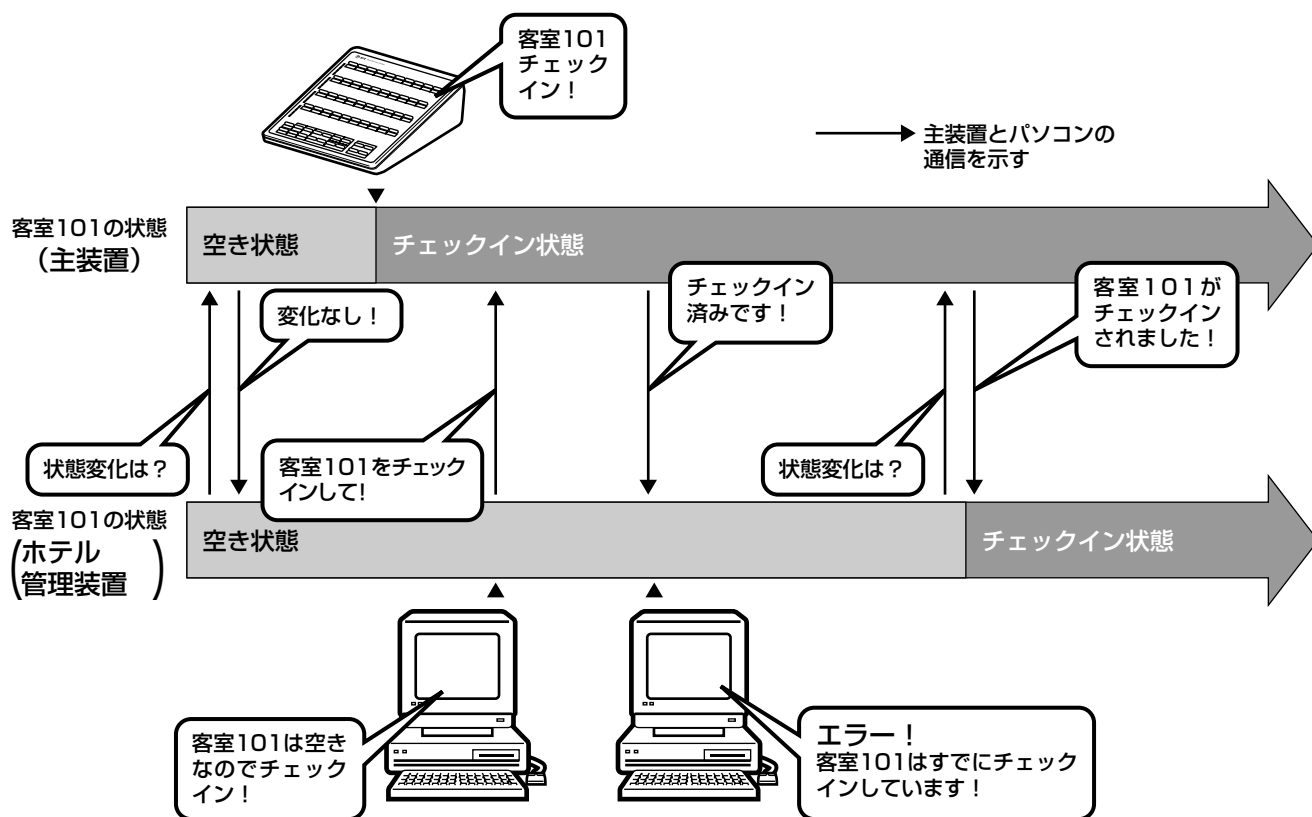 客室101
チェック
イン！
主装置とパソコンの
通信を示す
客室101の状態
（主装置）
空き状態
チェックイン状態
変化なし！
チェックイン
済みです！
客室101が
チェックイン
されました！
状態変化は？
客室101をチェック
インして!
状態変化は？
客室101の状態
(ホテル
管理装置)
空き状態
チェックイン状態
客室101は空き
なのでチェック
イン！
エラー！
客室101はすでにチェック
インしています！